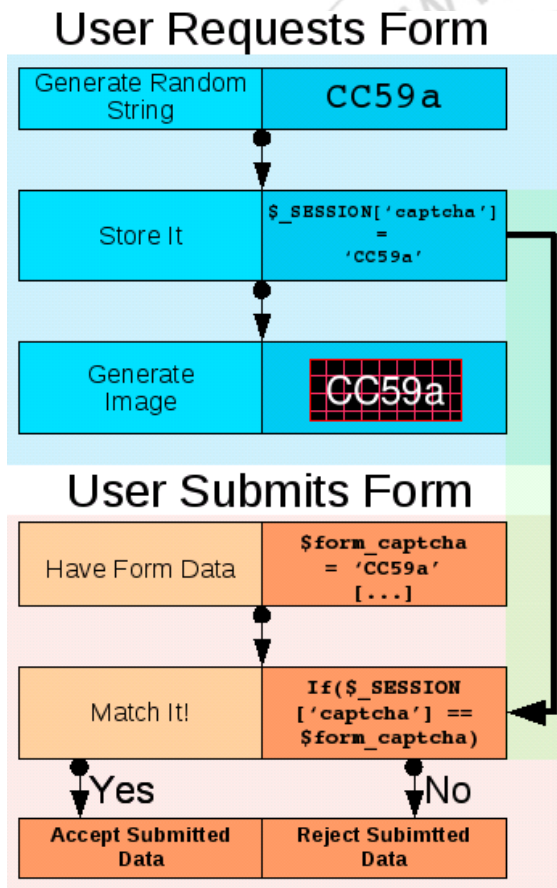 User Requests Form
Generate Random
String
CC59a
Store It
$_SESSION['captcha']
=
‘CC59a’
Generate
Image
CC59a
User Submits Form
Have Form Data
$form_captcha
= ‘CC59a’
[...]
Match It!
If($_SESSION
['captcha'] ==
$form_captcha)
Yes
No
Accept Submitted
Data
Reject Subimtted
Data